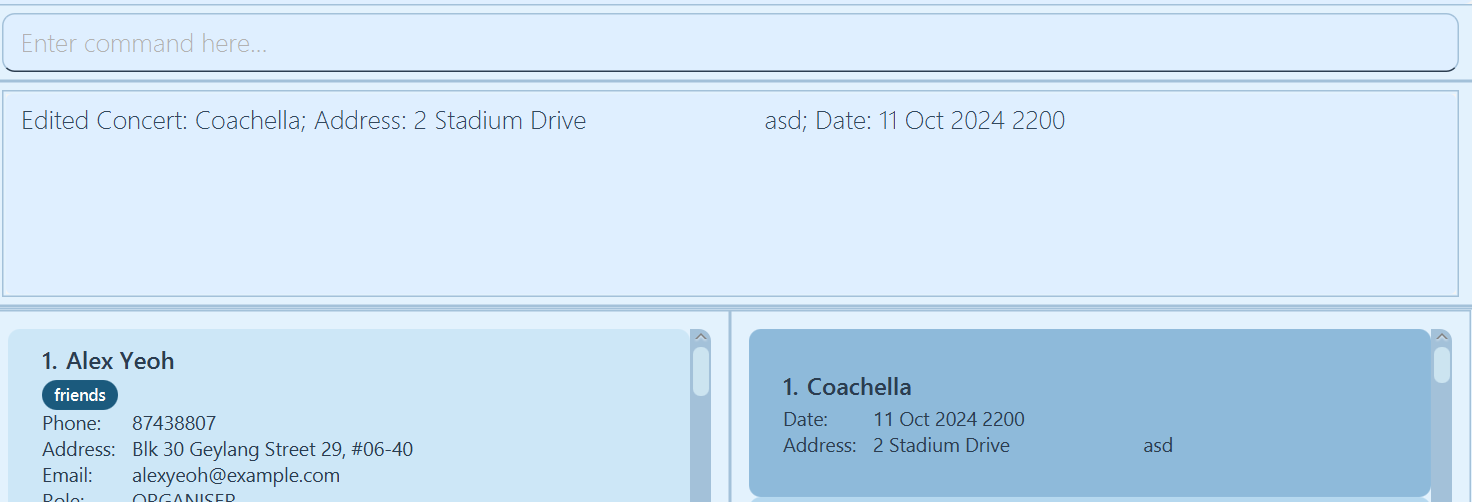 Enter command here...
Edited Concert: Coachella; Address: 2 Stadium Drive                         asd; Date: 11 Oct 2024 2200
1. Alex Yeoh
friends
Phone: 87438807
Address: Blk 30 Geylang Street 29, #06-40
Email: alexyeoh@example.com
Role: ORGANISER
1. Coachella
Date: 11 Oct 2024 2200
Address: 2 Stadium Drive                         asd